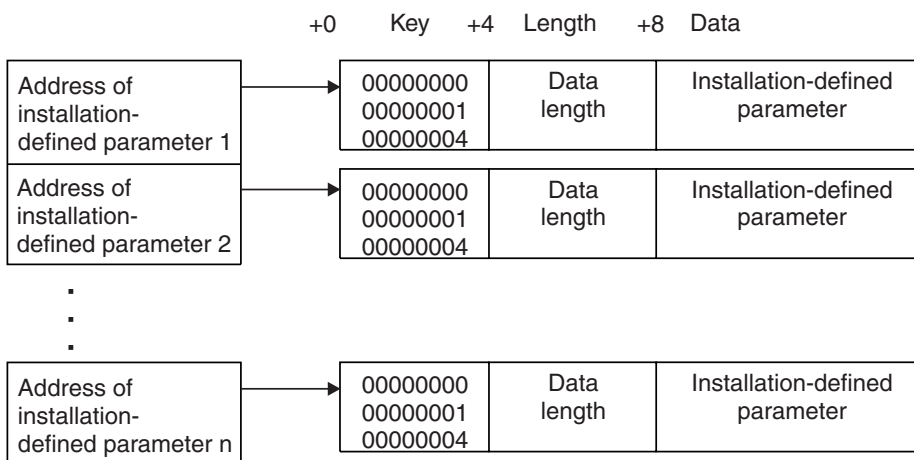 +0 Key +4 Length +8 Data
Address of
installation-
defined parameter 1
00000000
00000001
00000004
Data
length
Installation-defined
parameter
Address of
installation-
defined parameter 2
00000000
00000001
00000004
Data
length
Installation-defined
parameter
.
.
.
Address of
installation-
defined parameter n
00000000
00000001
00000004
Data
length
Installation-defined
parameter